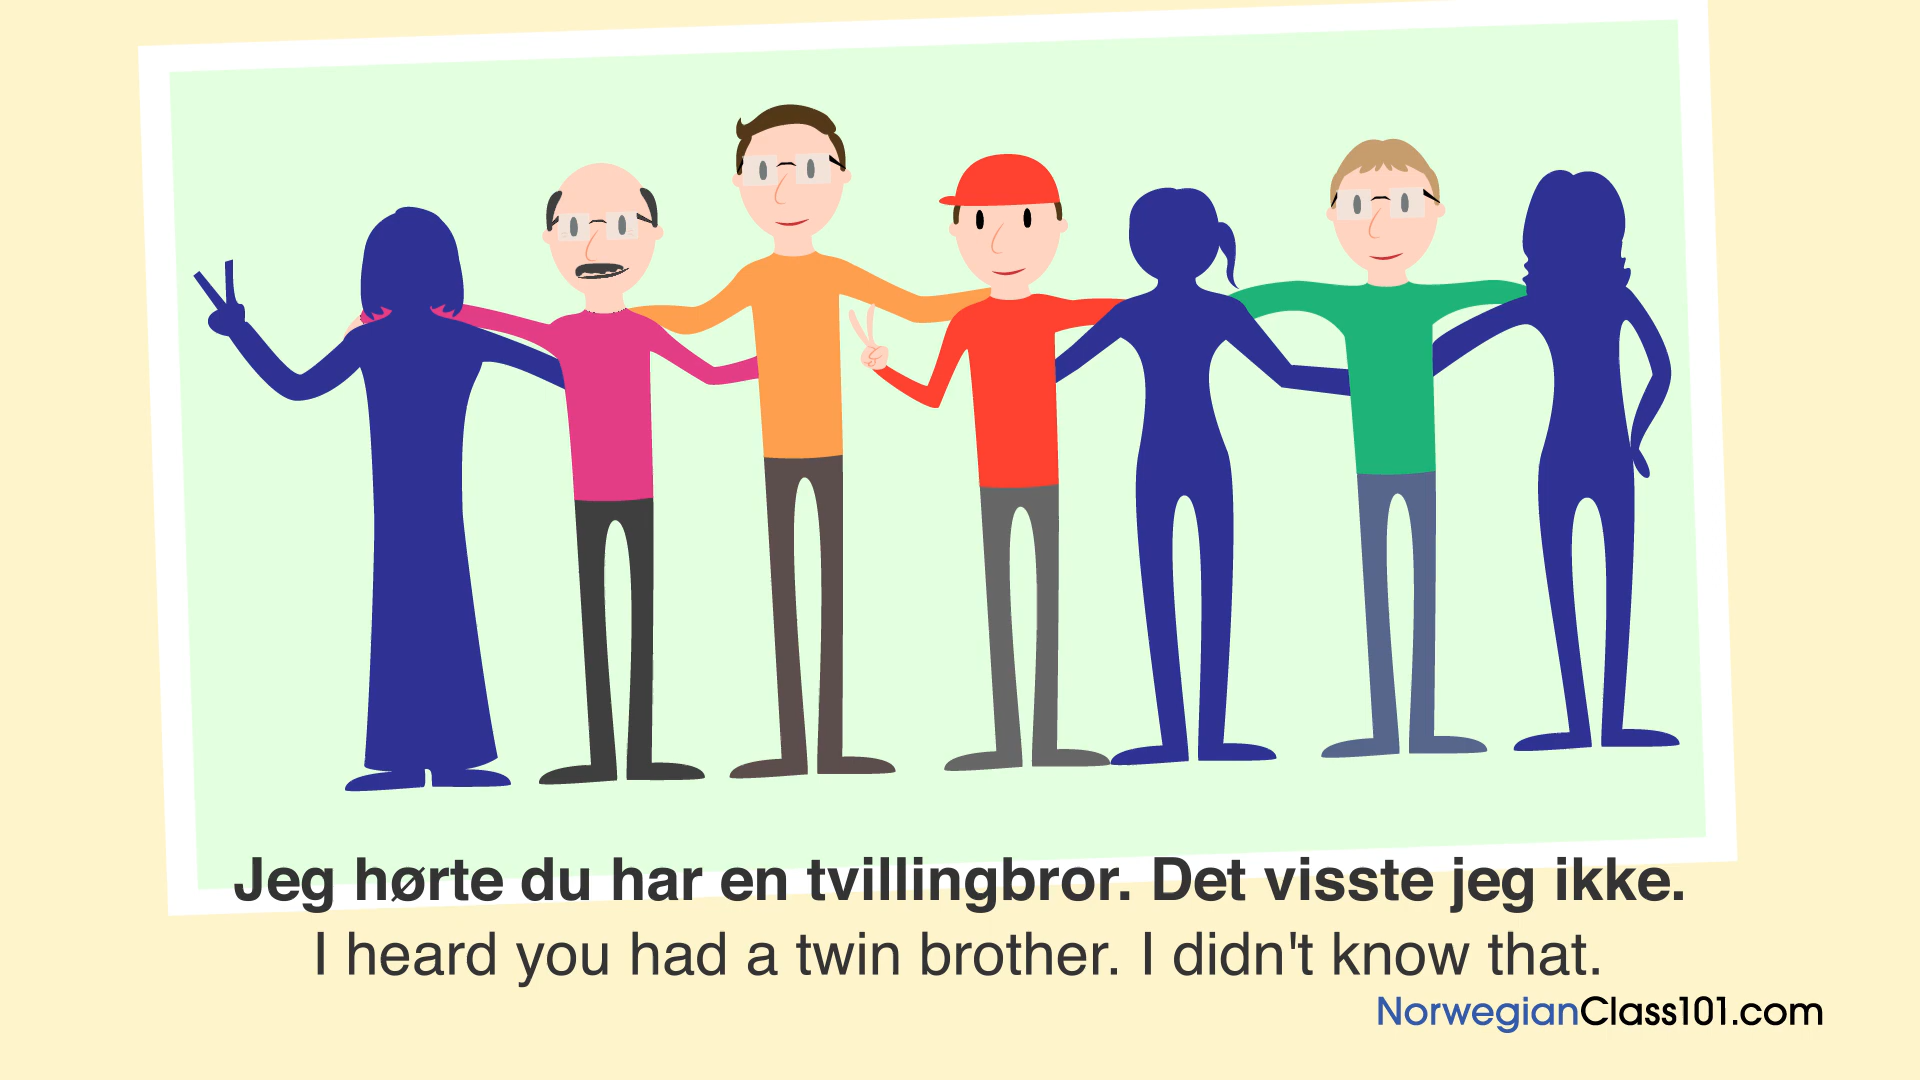 Jeg hørte du har en tvillingbror. Det visste jeg ikke.
I heard you had a twin brother. I didn't know that.
NorwegianClass101.com